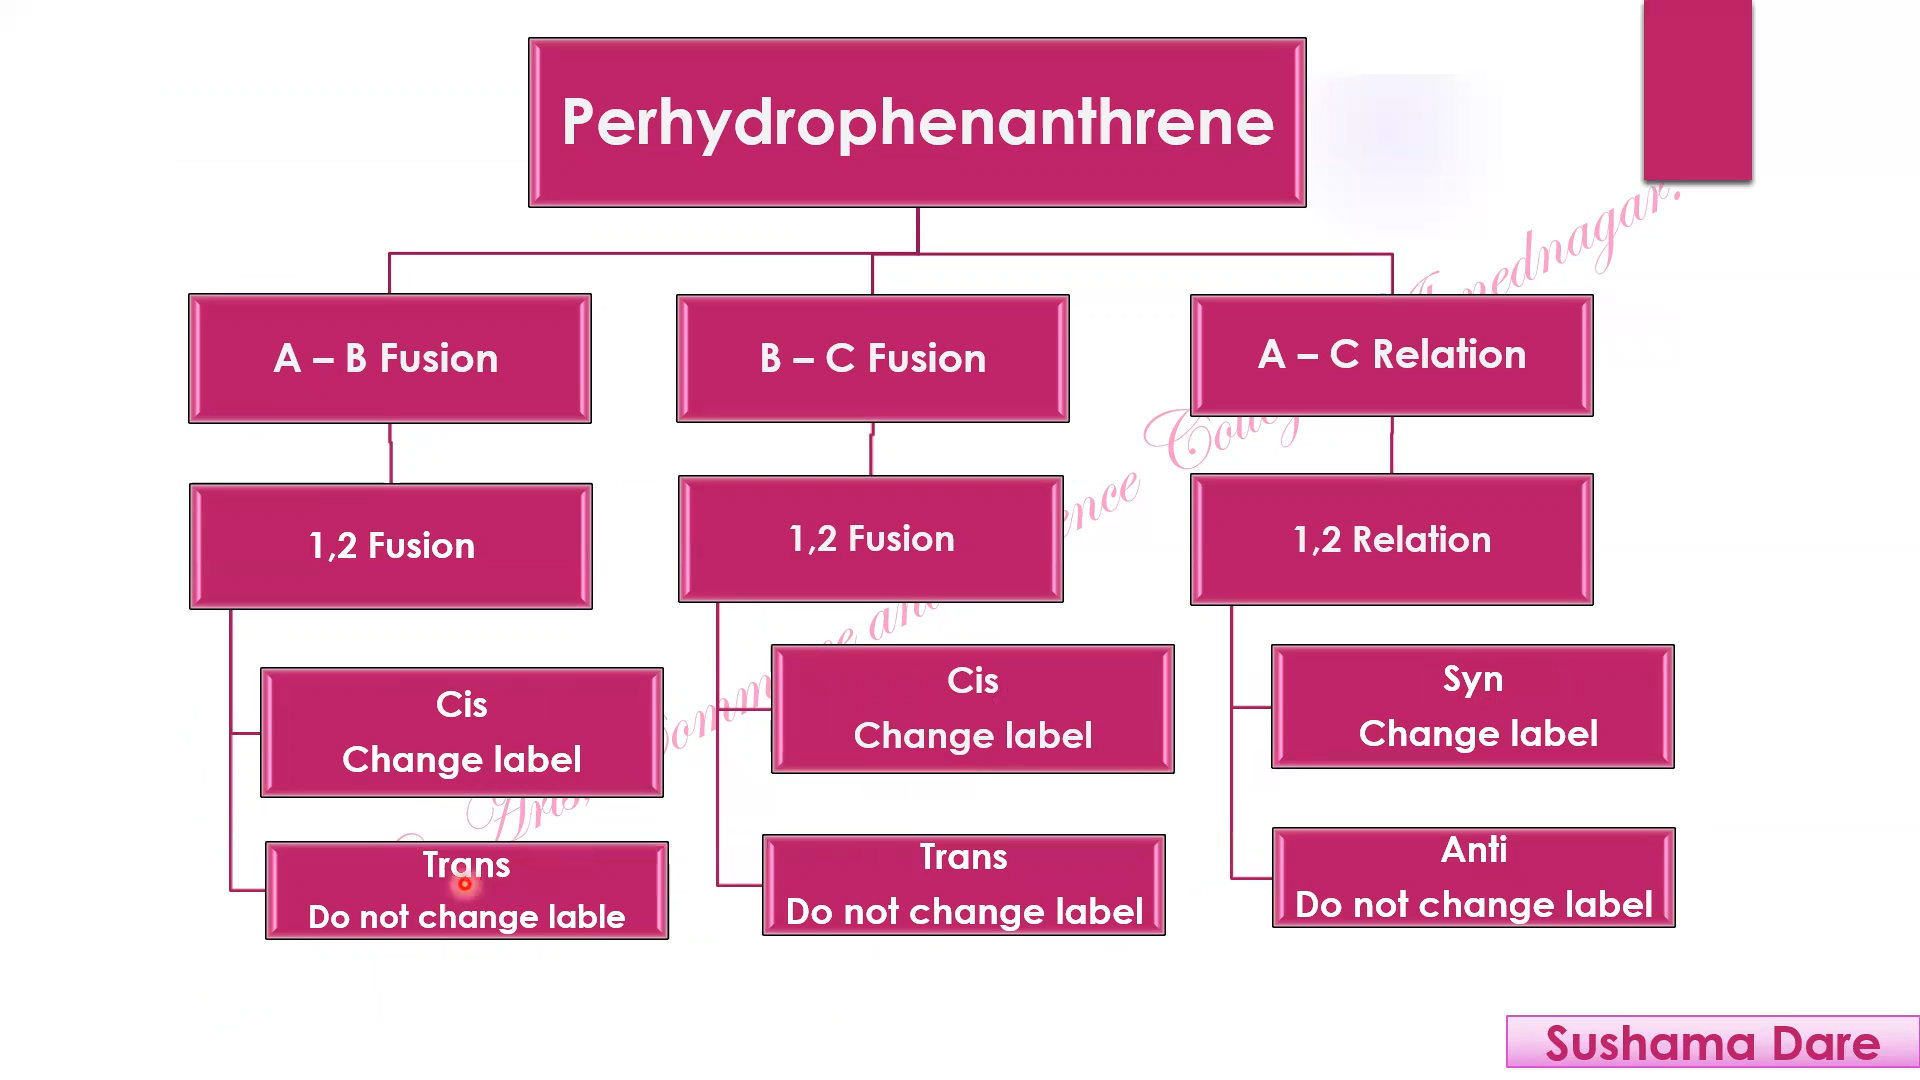 Perhydrophenanthrene
A – B Fusion
B – C Fusion
A – C Relation
1,2 Fusion
1,2 Fusion
1,2 Relation
Cis
Change label
Cis
Change label
Syn
Change label
Trans
Do not change lable
Trans
Do not change label
Anti
Do not change label
Sushama Dare